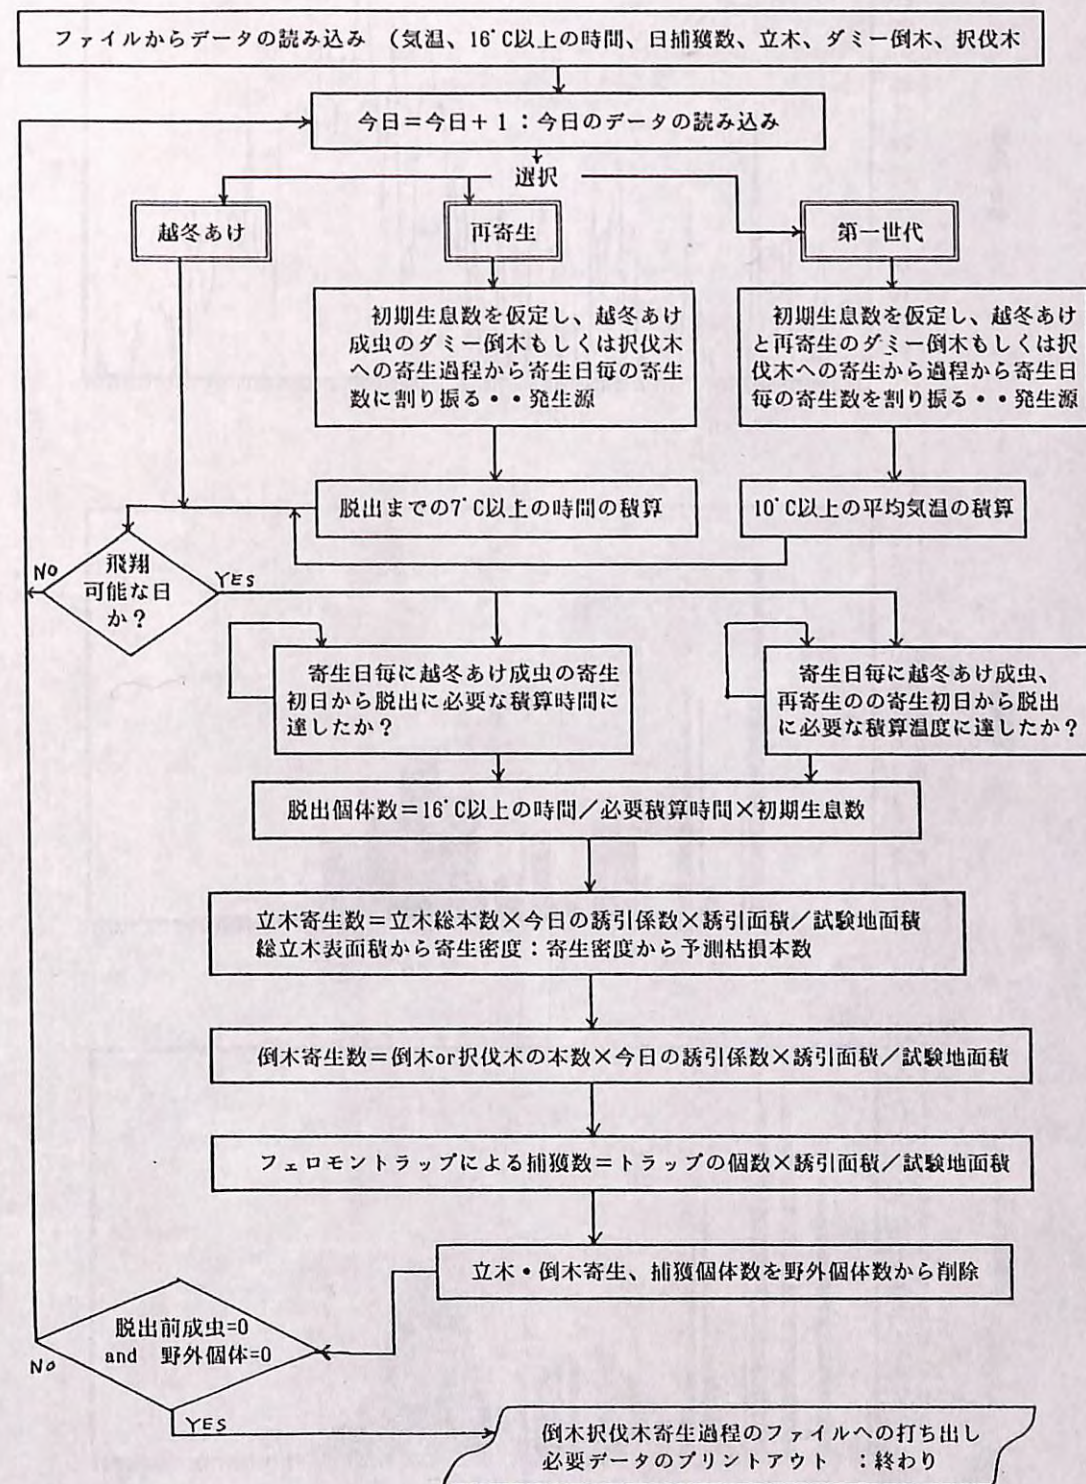 ファイルからデータの読み込み （気温、16°C以上の時間、日捕獲数、立木、ダミー倒木、択伐木
今日＝今日＋１：今日のデータの読み込み
選択
越冬あけ
再寄生
第一世代
初期生息数を仮定し、越冬あけ
成虫のダミー倒木もしくは択伐木
への寄生過程から寄生日毎の寄生
数に割り振る・・発生源
初期生息数を仮定し、越冬あけ
と再寄生のダミー倒木もしくは択
伐木への寄生から過程から寄生日
毎の寄生数を割り振る・・発生源
脱出までの7°C以上の時間の積算
10°C以上の平均気温の積算
飛翔
可能な日
か？
NO
YES
寄生日毎に越冬あけ成虫の寄生
初日から脱出に必要な積算時間に
達したか？
寄生日毎に越冬あけ成虫、
再寄生のの寄生初日から脱出
に必要な積算温度に達したか？
脱出個体数＝16°C以上の時間／必要積算時間×初期生息数
立木寄生数＝立木総本数×今日の誘引係数×誘引面積／試験地面積
総立木表面積から寄生密度：寄生密度から予測枯損本数
倒木寄生数＝倒木or択伐木の本数×今日の誘引係数×誘引面積／試験地面積
フェロモントラップによる捕獲数＝トラップの個数×誘引面積／試験地面積
立木・倒木寄生、捕獲個体数を野外個体数から削除
脱出前成虫=0
and 野外個体=0
NO
YES
倒木択伐木寄生過程のファイルへの打ち出し
必要データのプリントアウト ：終わり